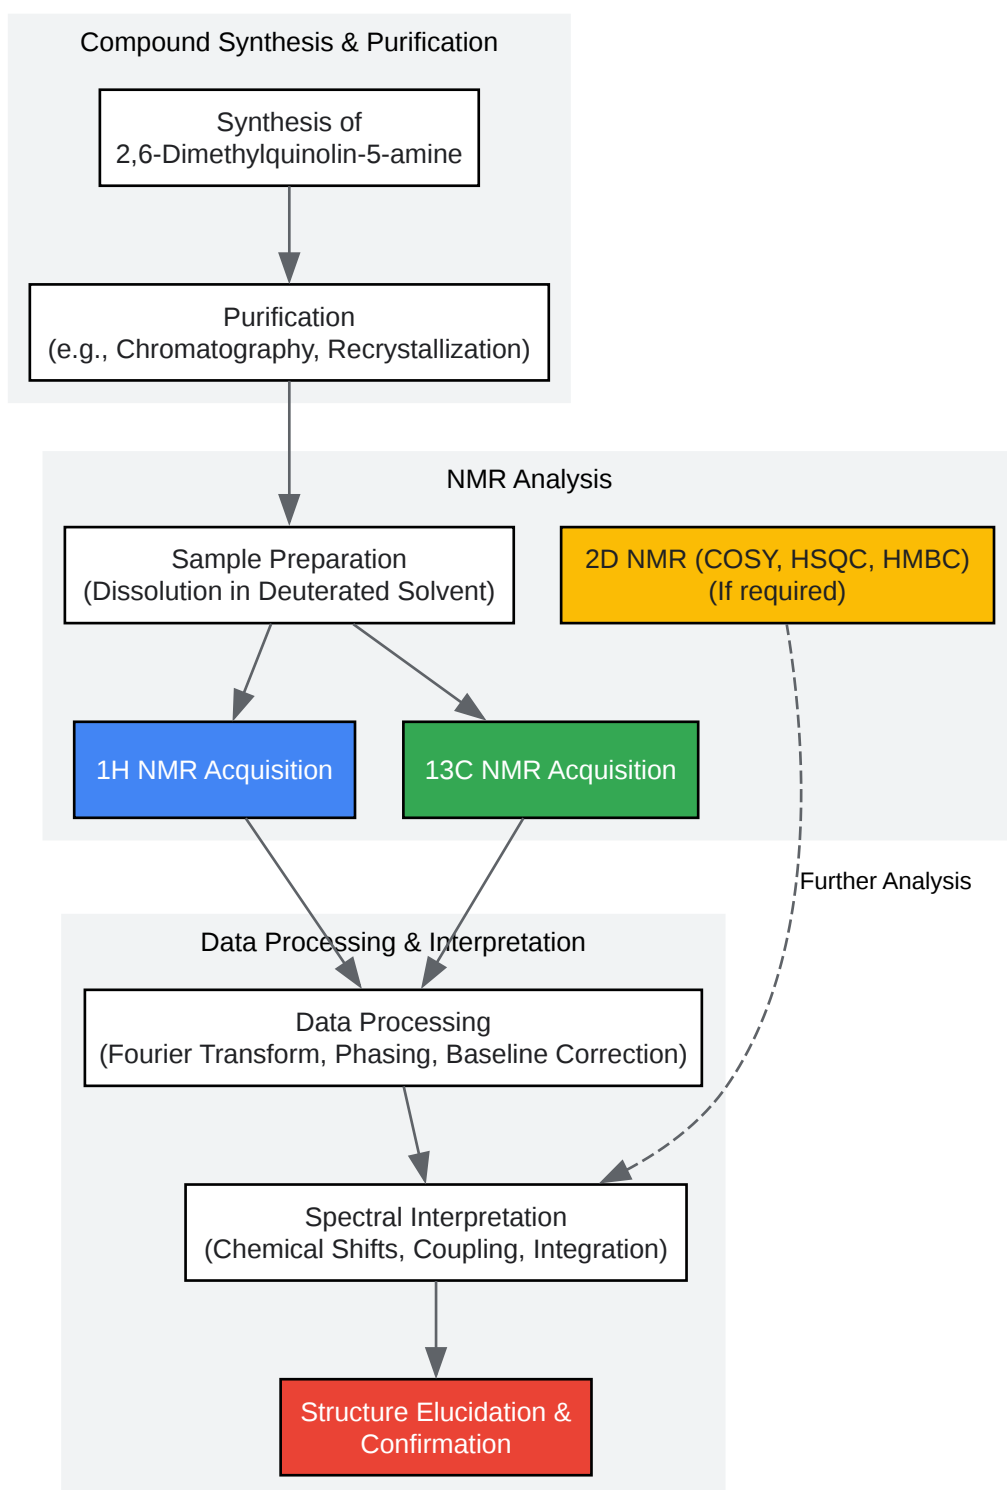 Compound Synthesis & Purification
Synthesis of
2,6-Dimethylquinolin-5-amine
Purification
(e.g., Chromatography, Recrystallization)
NMR Analysis
Sample Preparation
(Dissolution in Deuterated Solvent)
2D NMR (COSY, HSQC, HMBC)
(If required)
1H NMR Acquisition
13C NMR Acquisition
Further Analysis
Data Processing & Interpretation
Data Processing
(Fourier Transform, Phasing, Baseline Correction)
Spectral Interpretation
(Chemical Shifts, Coupling, Integration)
Structure Elucidation &
Confirmation